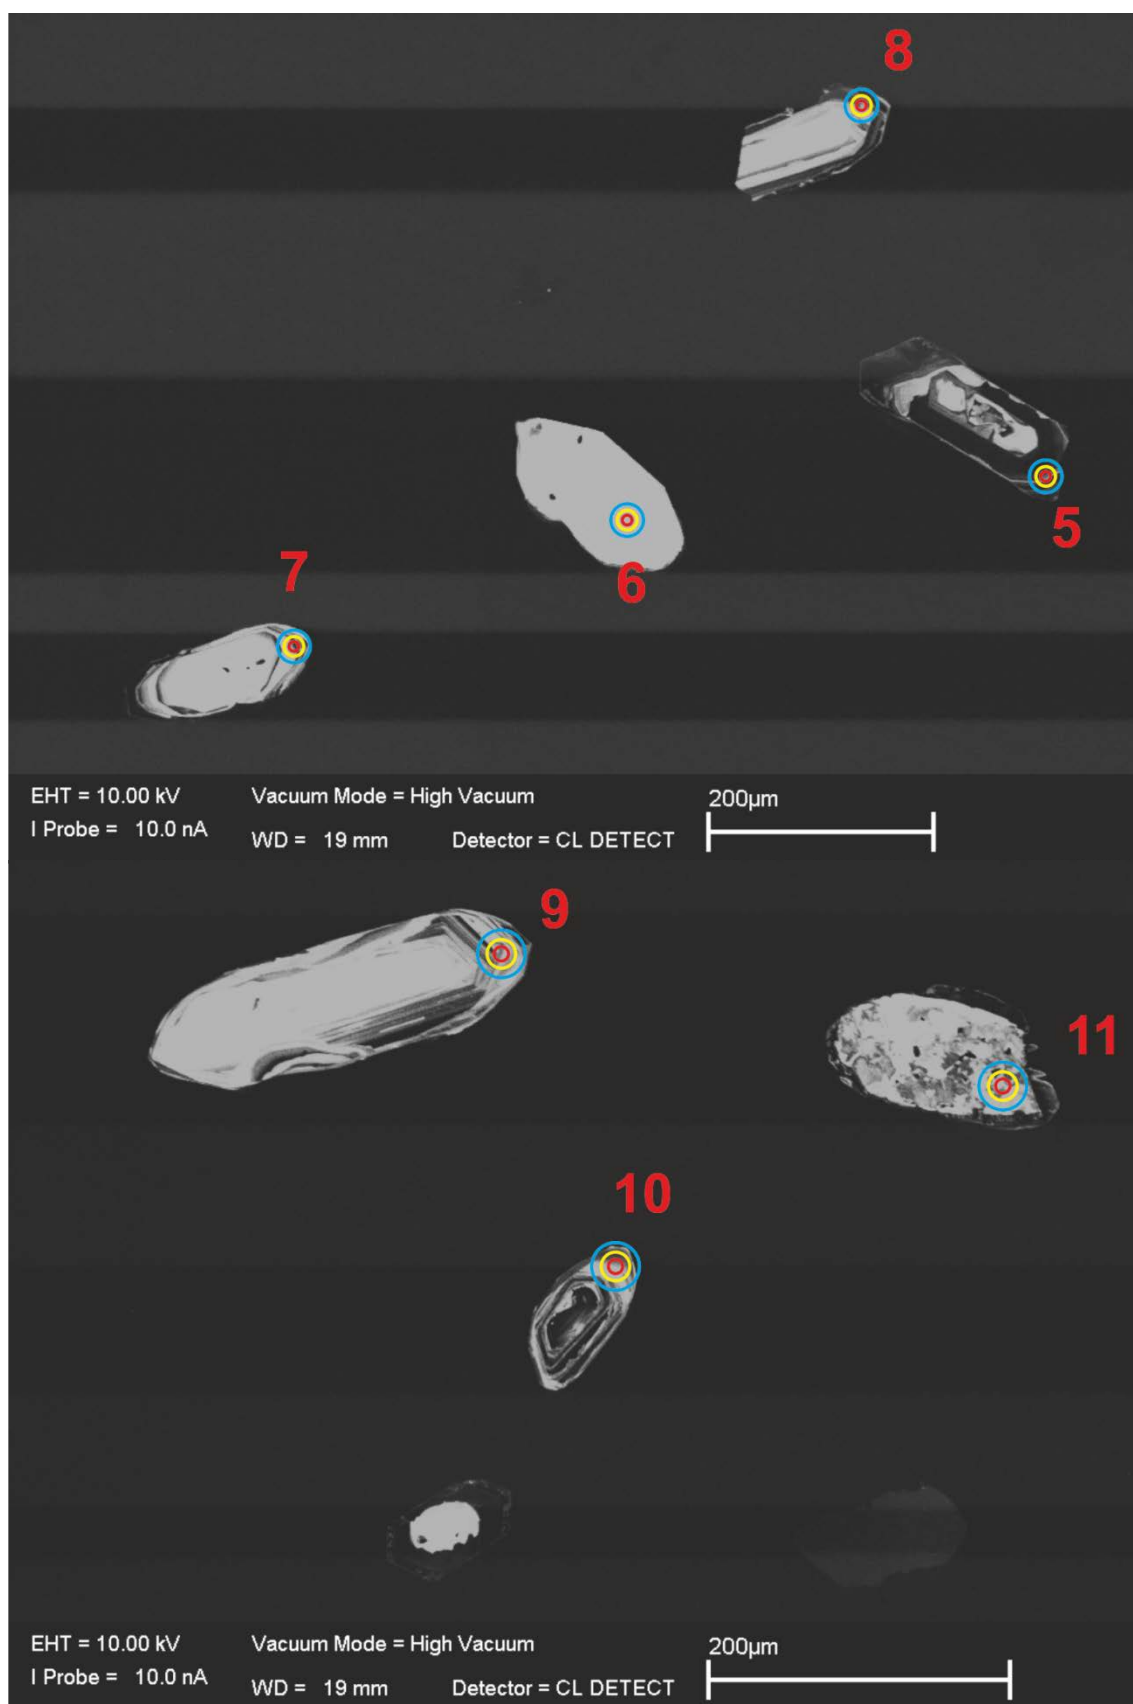 8
5
6
7
EHT = 10.00 kV
Vacuum Mode = High Vacuum
200µm
I Probe = 10.0 nA
WD = 19 mm
Detector = CL DETECT
9
11
10
EHT = 10.00 kV
Vacuum Mode = High Vacuum
200µm
I Probe = 10.0 nA
WD = 19 mm
Detector = CL DETECT